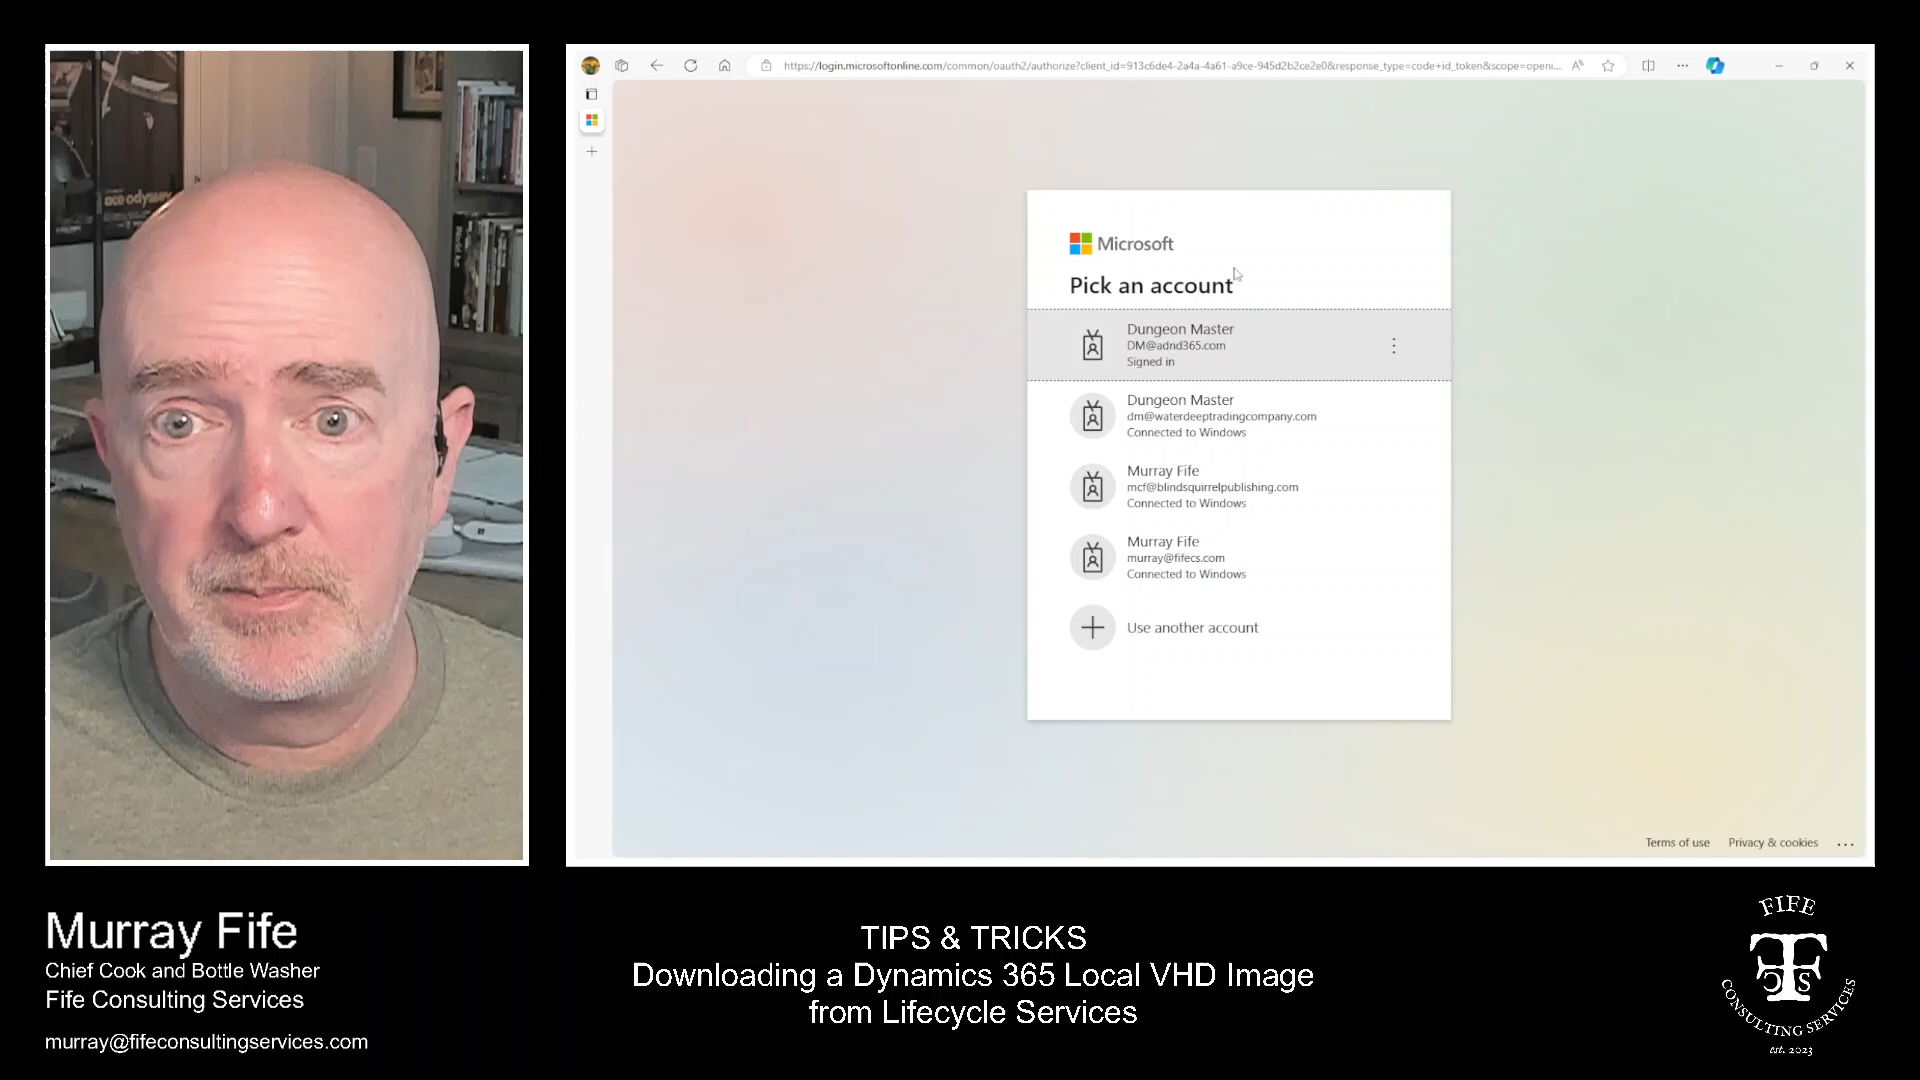 https://login.microsoftonline.com/common/oauth2/authorize?client_id=913c6de4-2a4a-4a61-a9ce-945d2b2ce2e0&response_type=code+id_token&scope=openi...
ace odyssey
Microsoft
Pick an account
Dungeon Master
DM@adnd365.com
Signed in
Dungeon Master
dm@waterdeeptradingcompany.com
Connected to Windows
Murray Fife
mcf@blindsquirrelpublishing.com
Connected to Windows
Murray Fife
murray@fifecs.com
Connected to Windows
Use another account
Terms of use Privacy & cookies ...
Murray Fife
Chief Cook and Bottle Washer
Fife Consulting Services
murray@fifeconsultingservices.com
TIPS & TRICKS
Downloading a Dynamics 365 Local VHD Image
from Lifecycle Services
FIFE
CONSULTING SERVICES
est. 2023